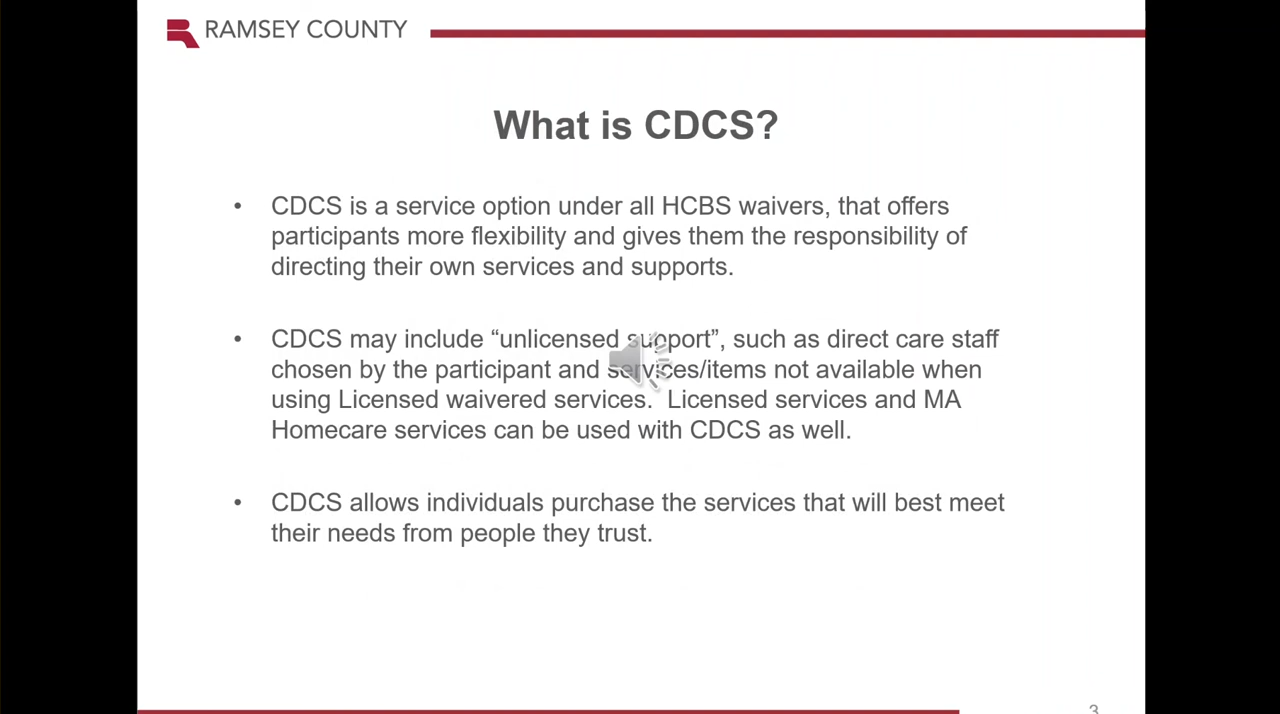 RAMSEY COUNTY
What is CDCS?
• CDCS is a service option under all HCBS waivers, that offers
participants more flexibility and gives them the responsibility of
directing their own services and supports.
• CDCS may include “unlicensed support”, such as direct care staff
chosen by the participant and services/items not available when
using Licensed waivered services.  Licensed services and MA
Homecare services can be used with CDCS as well.
• CDCS allows individuals purchase the services that will best meet
their needs from people they trust.
3